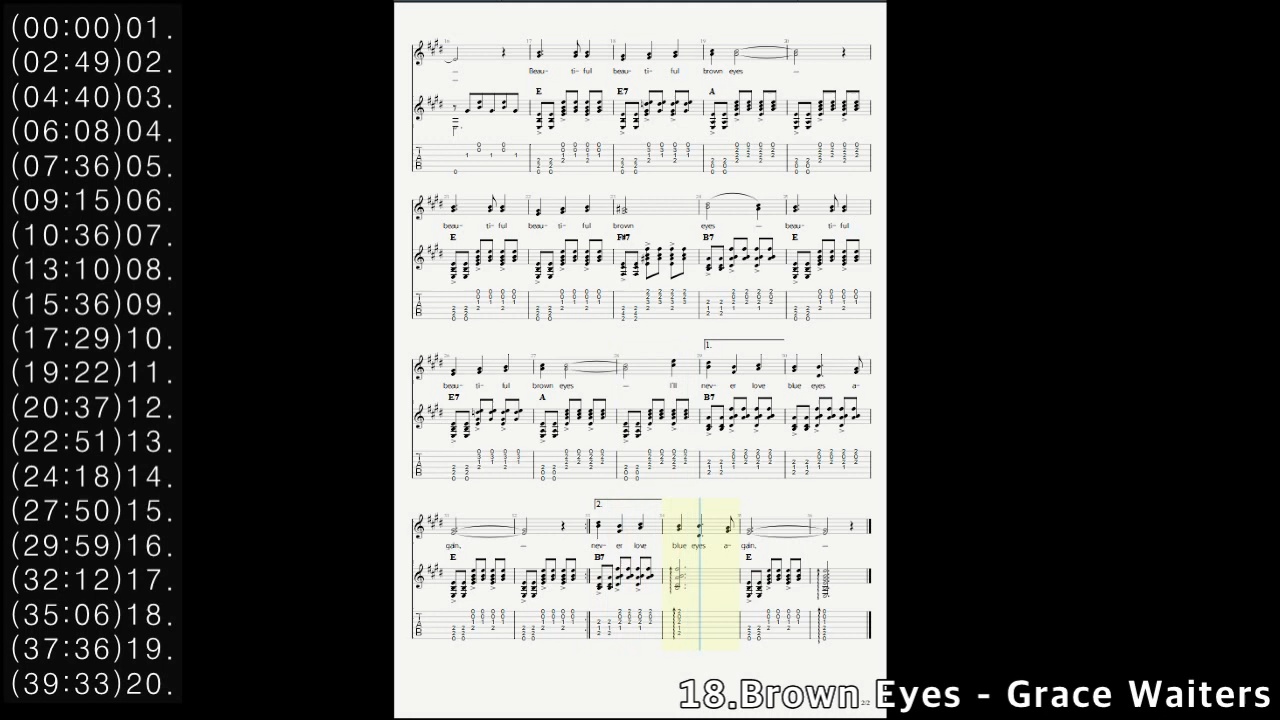 (00:00)01.
(02:49)02.
(04:40)03.
(06:08)04.
(07:36)05.
(09:15)06.
(10:36)07.
(13:10)08.
(15:36)09.
(17:29)10.
(19:22)11.
(20:37)12.
(22:51)13.
(24:18)14.
(27:50)15.
(29:59)16.
(32:12)17.
(35:06)18.
(37:36)19.
(39:33)20.
Beau- ti- ful beau- ti- ful brown eyes —
E E7 A
beau- ti- ful beau- ti- ful brown eyes — beau- ti- ful
E F#7 B7 E
1.
beau- ti- ful brown eyes — I'll nev- er love blue eyes a-
E7 A B7
2.
gain, — nev- er love blue eyes a- gain, —
E B7 E
2/2
18.Brown Eyes - Grace Waiters